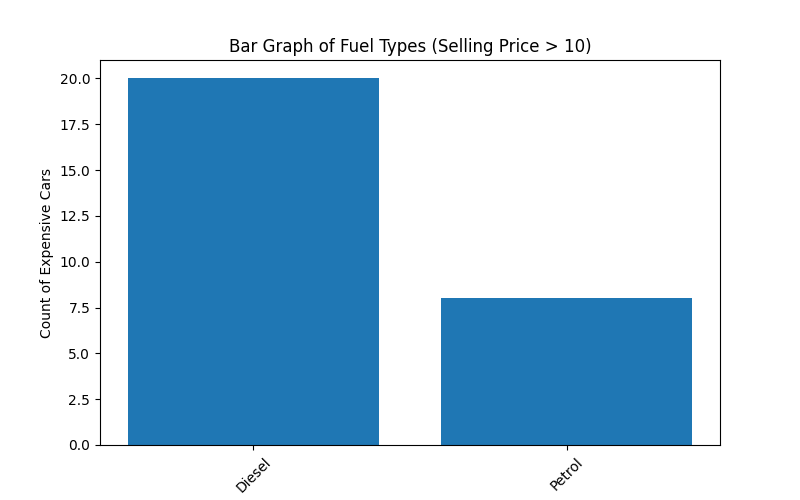 Bar Graph of Fuel Types (Selling Price > 10)
Count of Expensive Cars
20.0
17.5
15.0
12.5
10.0
7.5
5.0
2.5
0.0
Diesel
Petrol